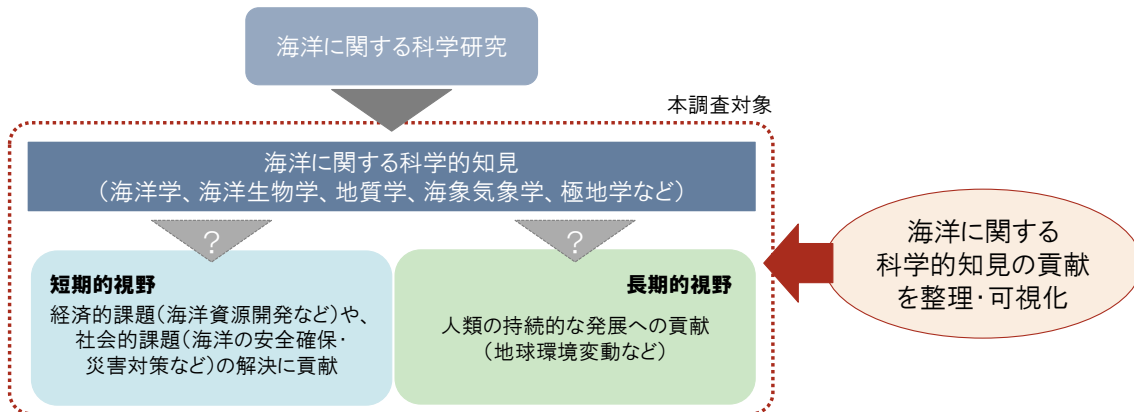 海洋に関する科学研究
本調査対象
海洋に関する科学的知見
（海洋学、海洋生物学、地質学、海象気象学、極地学など）
？
？
短期的視野
経済的課題（海洋資源開発など）や、
社会的課題（海洋の安全確保・
災害対策など）の解決に貢献
長期的視野
人類の持続的な発展への貢献
（地球環境変動など）
海洋に関する
科学的知見の貢献
を整理・可視化